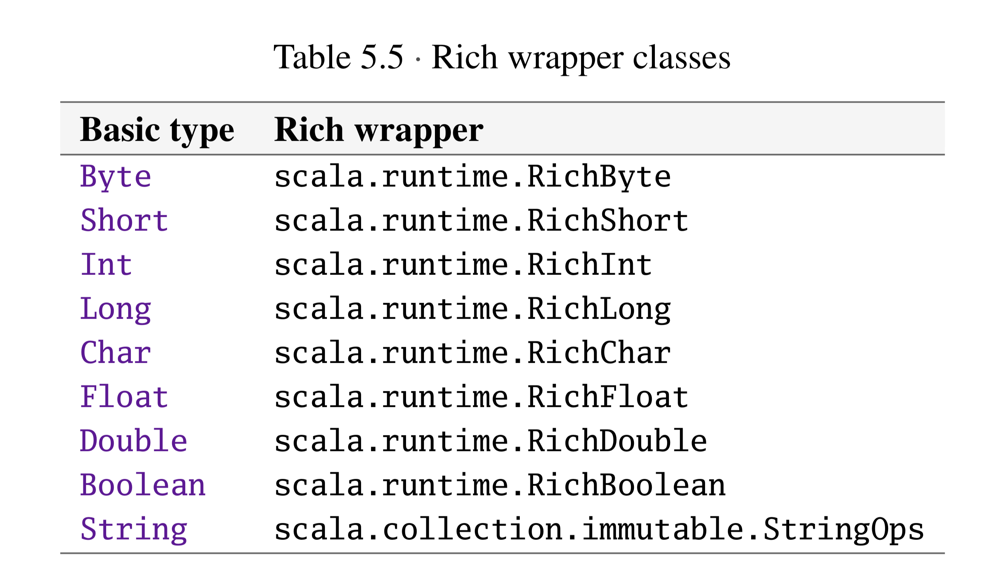 Table 5.5 · Rich wrapper classes
Basic type Rich wrapper
Byte scala.runtime.RichByte
Short scala.runtime.RichShort
Int scala.runtime.RichInt
Long scala.runtime.RichLong
Char scala.runtime.RichChar
Float scala.runtime.RichFloat
Double scala.runtime.RichDouble
Boolean scala.runtime.RichBoolean
String scala.collection.immutable.StringOps